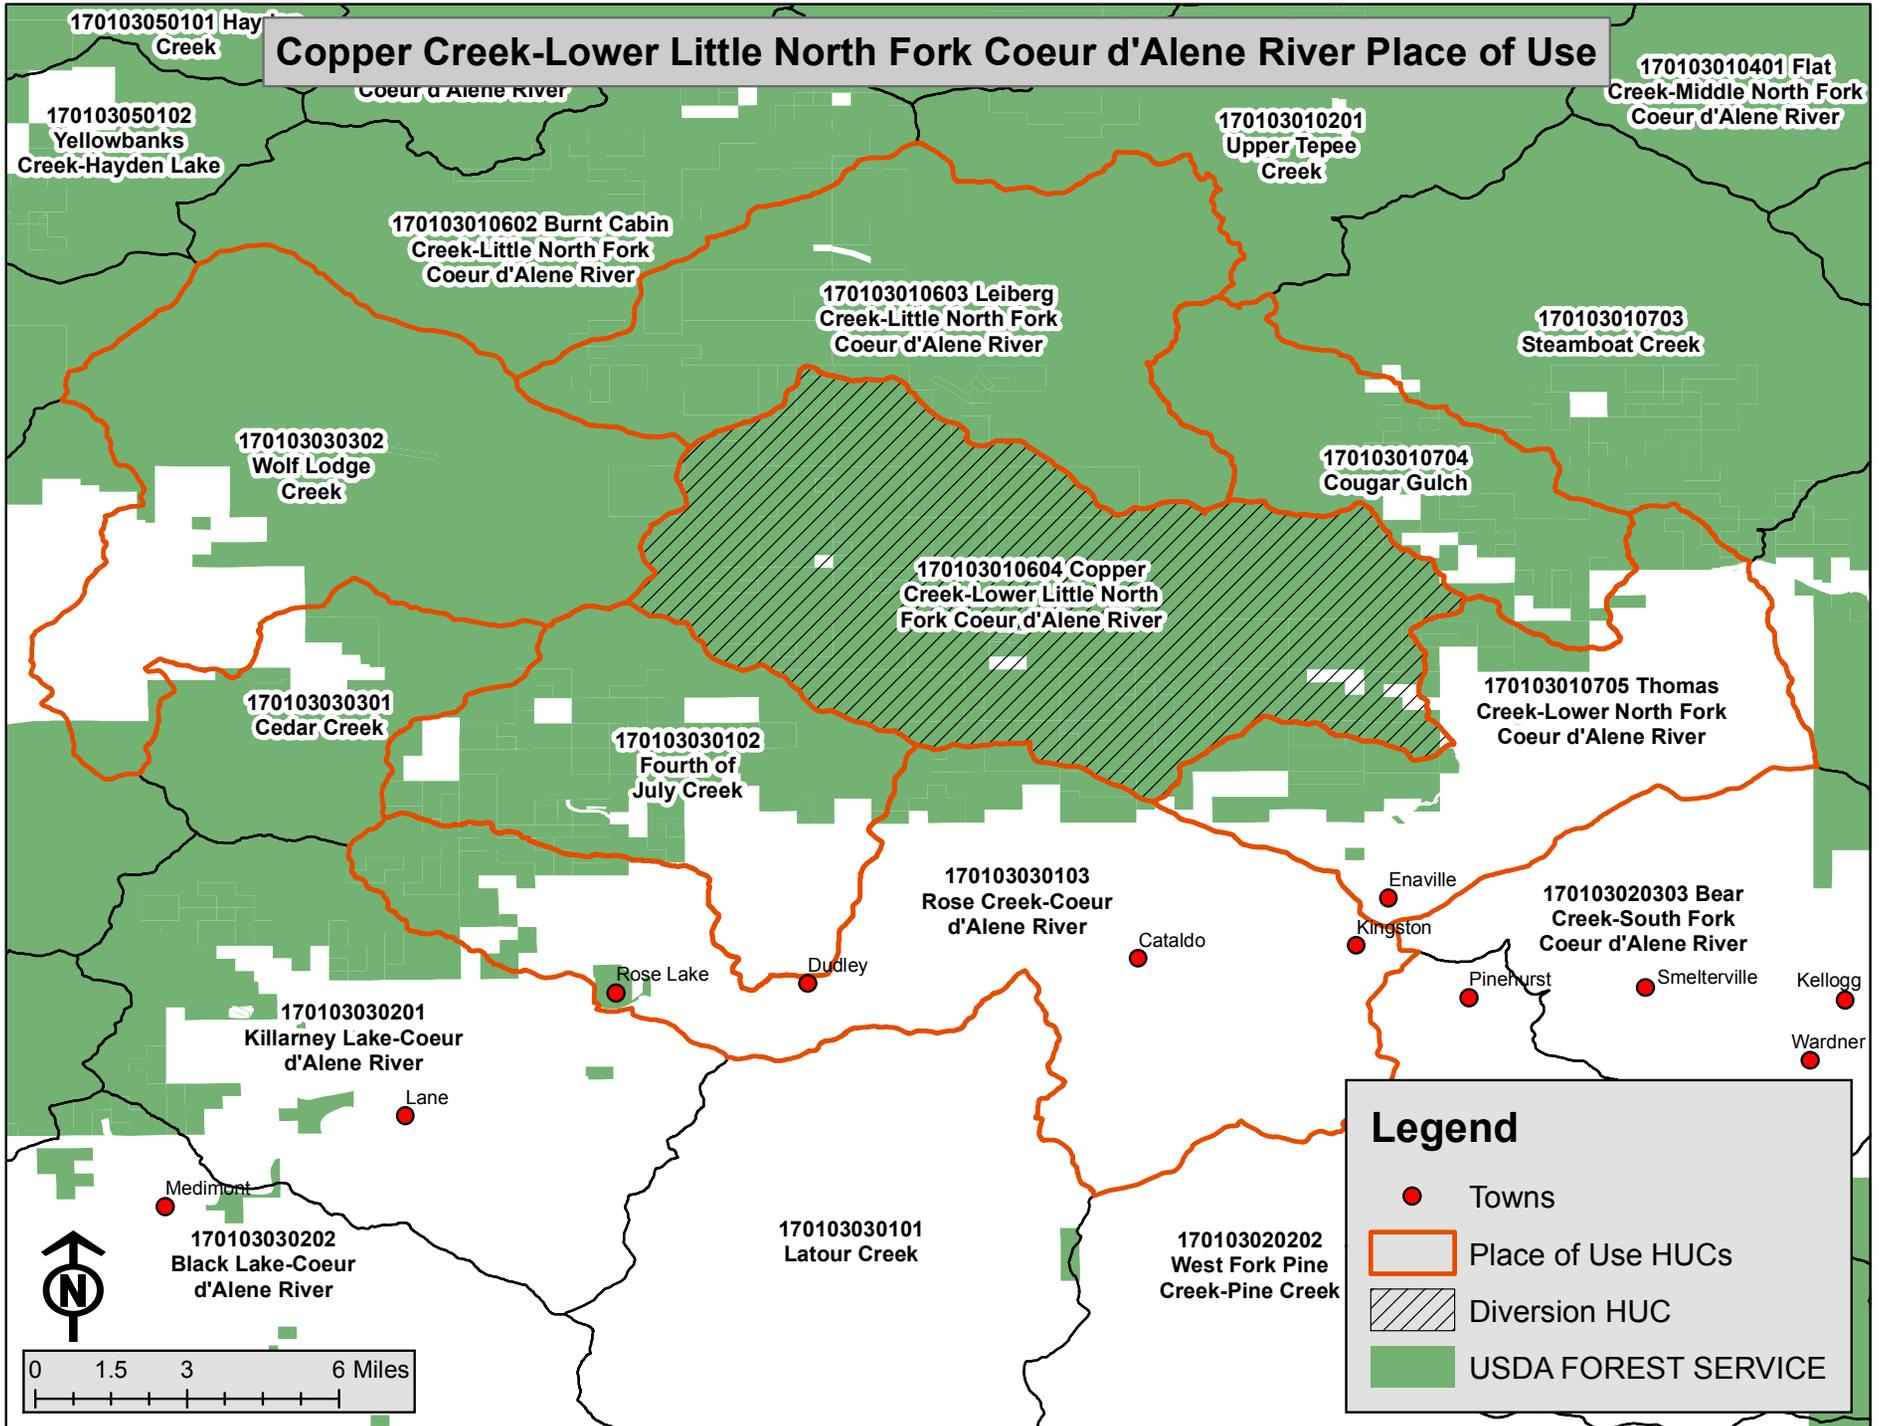 170103050101 Hay
Creek
Copper Creek-Lower Little North Fork Coeur d'Alene River Place of Use
Coeur d'Alene River
170103010401 Flat
Creek-Middle North Fork
Coeur d'Alene River
170103050102
Yellowbanks
Creek-Hayden Lake
170103010201
Upper Tepee
Creek
170103010602 Burnt Cabin
Creek-Little North Fork
Coeur d'Alene River
170103010603 Leiberg
Creek-Little North Fork
Coeur d'Alene River
170103010703
Steamboat Creek
170103030302
Wolf Lodge
Creek
170103010704
Cougar Gulch
170103010604 Copper
Creek-Lower Little North
Fork Coeur d'Alene River
170103030301
Cedar Creek
170103010705 Thomas
Creek-Lower North Fork
Coeur d'Alene River
170103030102
Fourth of
July Creek
170103030103
Rose Creek-Coeur
d'Alene River
Enaville
170103020303 Bear
Creek-South Fork
Coeur d'Alene River
Kingston
Cataldo
Dudley
Rose Lake
Pinehurst
Smelterville
Kellogg
170103030201
Killarney Lake-Coeur
d'Alene River
Wardner
Lane
Medimont
170103030202
Black Lake-Coeur
d'Alene River
170103030101
Latour Creek
170103020202
West Fork Pine
Creek-Pine Creek
N
0 1.5 3 6 Miles
Legend
Towns
Place of Use HUCs
Diversion HUC
USDA FOREST SERVICE